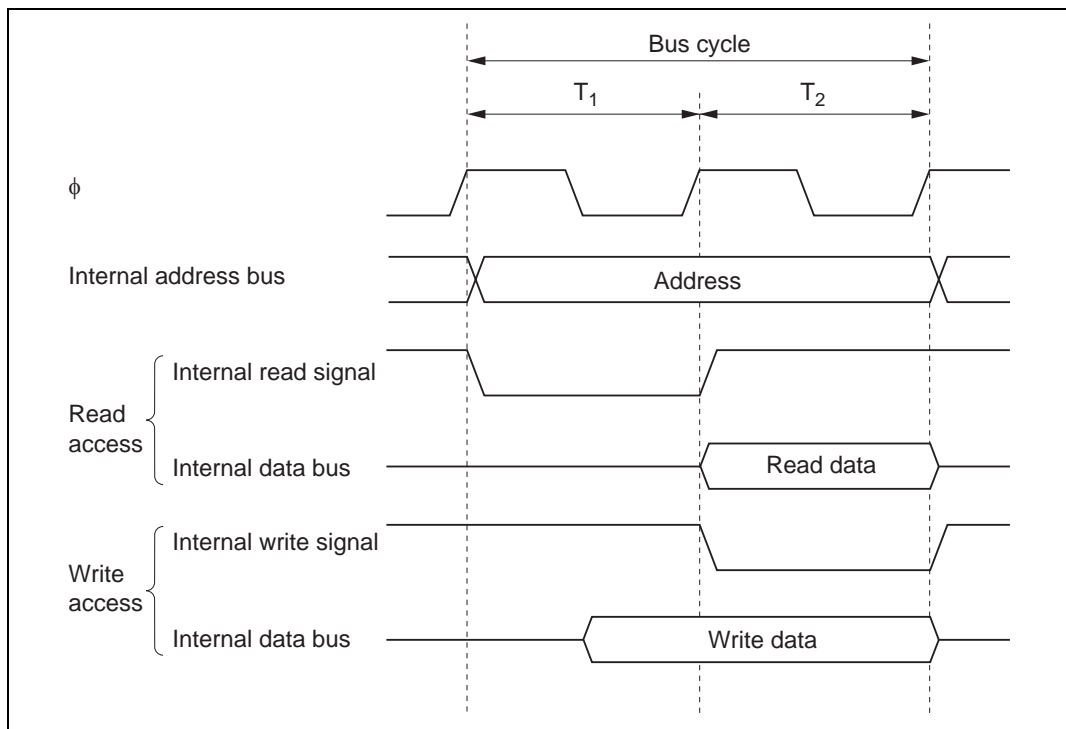 Bus cycle
T₁ T₂
ϕ
Internal address bus Address
Internal read signal
Read
access
Internal data bus Read data
Internal write signal
Write
access
Internal data bus Write data